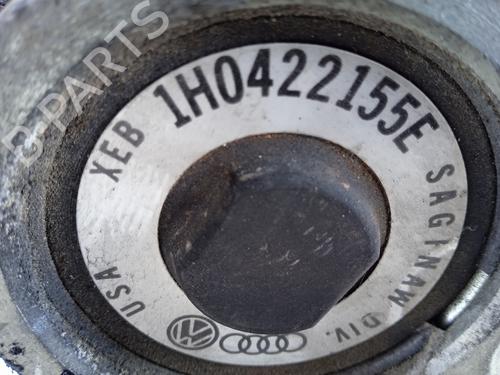 B-PARTS
XEB 1H0422155E SAGINAW DIV.
USA